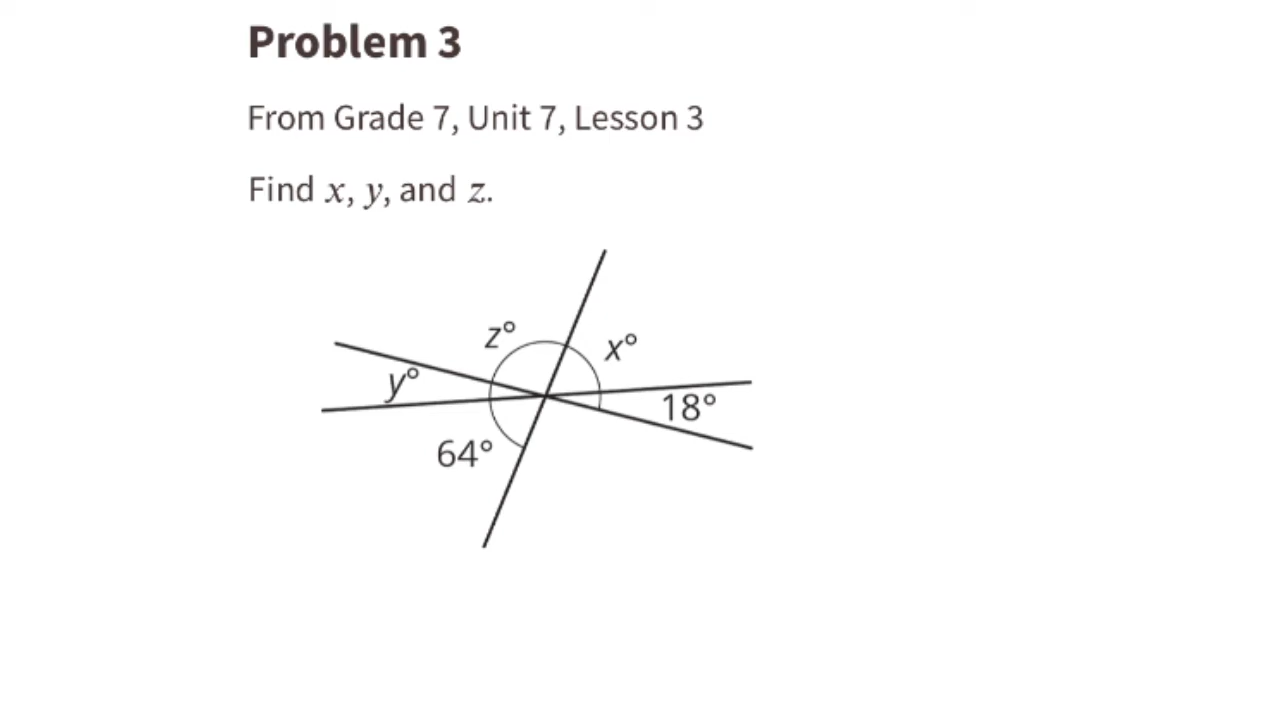 Problem 3
From Grade 7, Unit 7, Lesson 3
Find x, y, and z.
z°
x°
y°
18°
64°